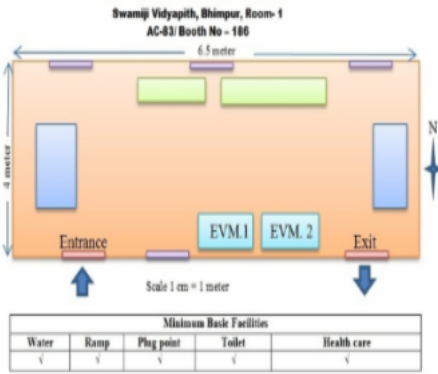 Swamiji Vidyapith, Bhimpur, Room- 1
AC-83/ Booth No – 186
6.5 meter
4 meter
N
EVM.1 EVM. 2
Entrance Exit
Scale 1 cm = 1 meter
Minimum Basic Facilities
Water Ramp Plug point Toilet Health care
√ √ √ √ √